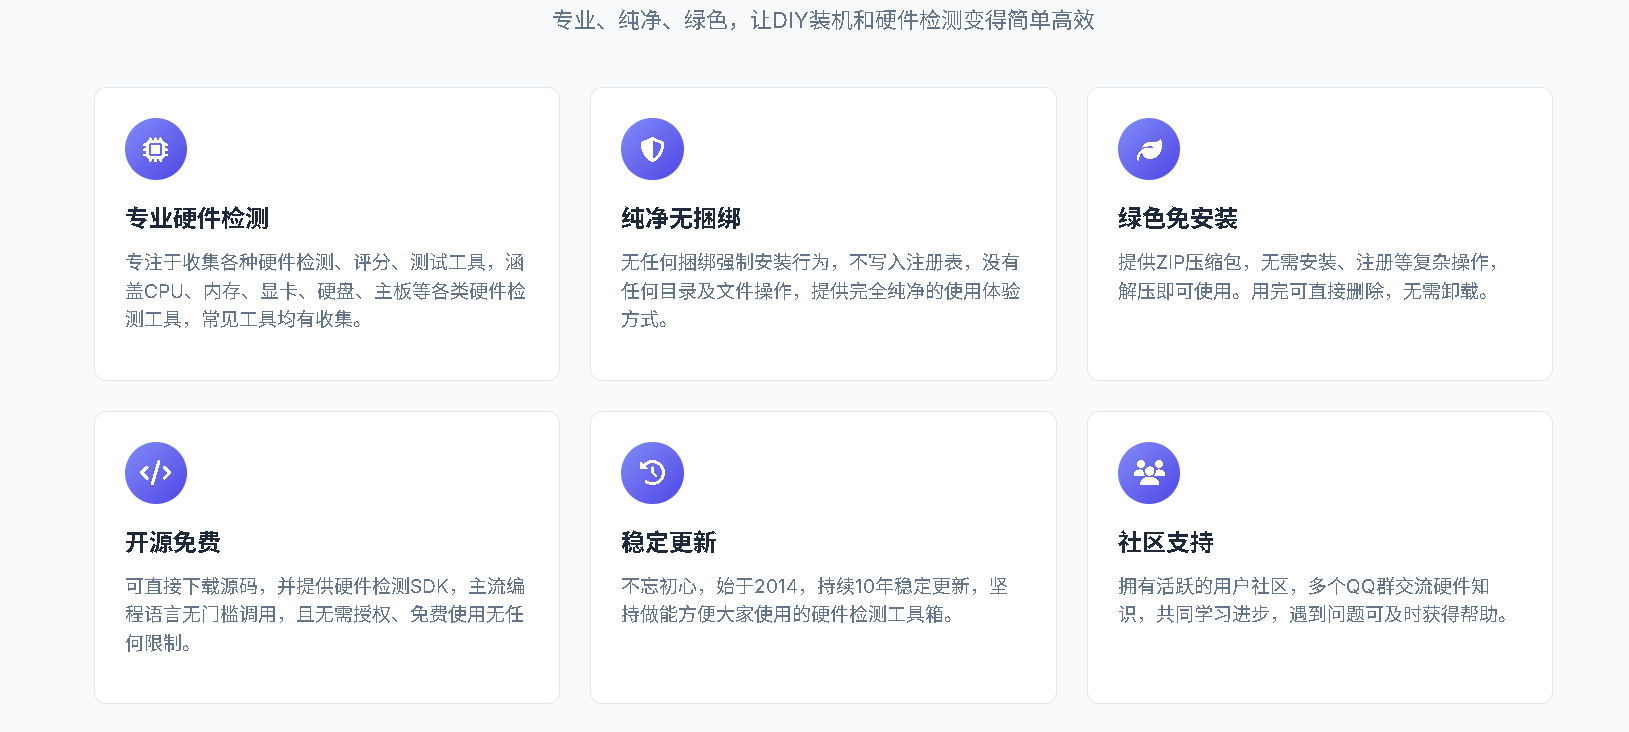 专业、纯净、绿色，让DIY装机和硬件检测变得简单高效
专业硬件检测
专注于收集各种硬件检测、评分、测试工具，涵
盖CPU、内存、显卡、硬盘、主板等各类硬件检
测工具，常见工具均有收集。
纯净无捆绑
无任何捆绑强制安装行为，不写入注册表，没有
任何目录及文件操作，提供完全纯净的使用体验
方式。
绿色免安装
提供ZIP压缩包，无需安装、注册等复杂操作，
解压即可使用。用完可直接删除，无需卸载。
开源免费
可直接下载源码，并提供硬件检测SDK，主流编
程语言无门槛调用，且无需授权、免费使用无任
何限制。
稳定更新
不忘初心，始于2014，持续10年稳定更新，坚
持做能方便大家使用的硬件检测工具箱。
社区支持
拥有活跃的用户社区，多个QQ群交流硬件知
识，共同学习进步，遇到问题可及时获得帮助。